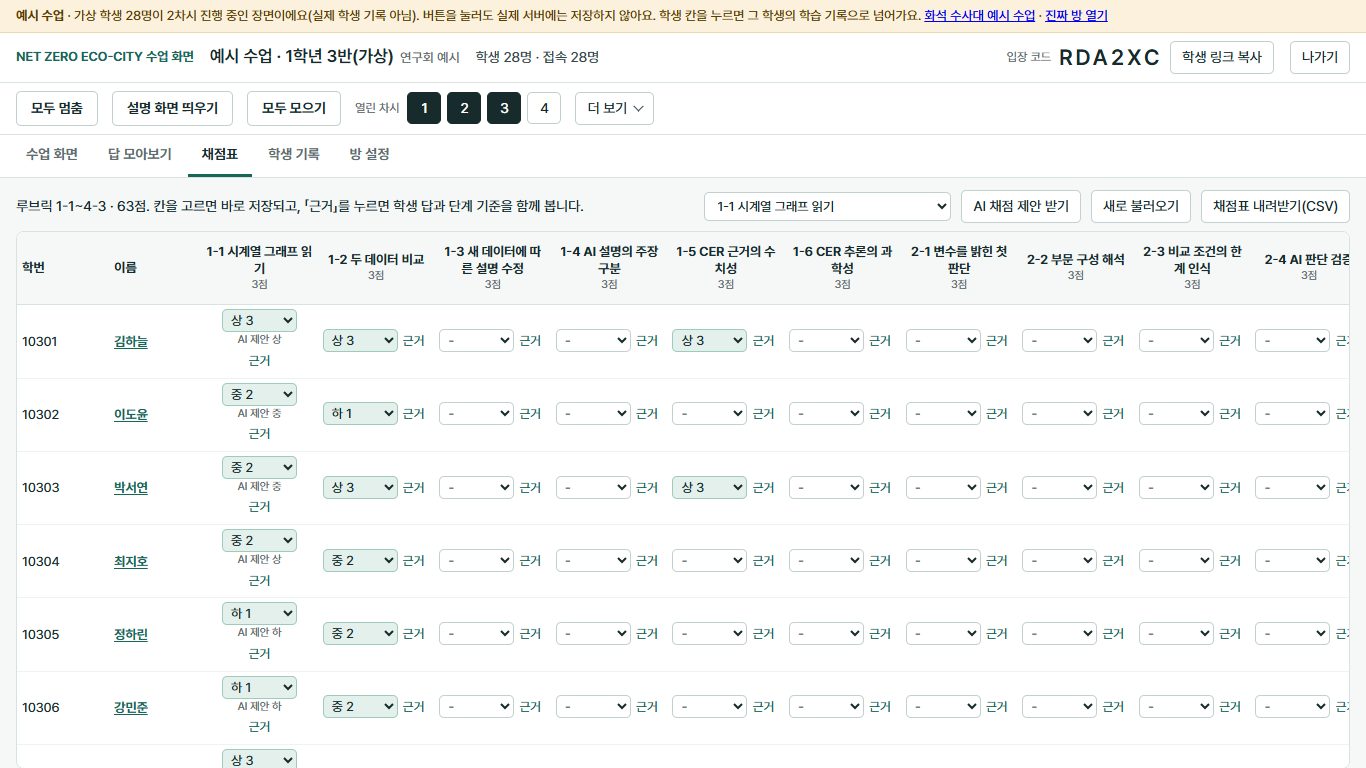 예시 수업 · 가상 학생 28명이 2차시 진행 중인 장면이에요(실제 학생 기록 아님). 버튼을 눌러도 실제 서버에는 저장하지 않아요. 학생 칸을 누르면 그 학생의 학습 기록으로 넘어가요. 화석 수사대 예시 수업 · 진짜 방 열기
NET ZERO ECO-CITY 수업 화면 예시 수업 · 1학년 3반(가상) 연구회 예시 학생 28명 · 접속 28명 입장 코드 RDA2XC 학생 링크 복사 나가기
모두 멈춤 설명 화면 띄우기 모두 모으기 열린 차시 1 2 3 4 더 보기
수업 화면 답 모아보기 채점표 학생 기록 방 설정
루브릭 1-1~4-3 · 63점. 칸을 고르면 바로 저장되고, 「근거」를 누르면 학생 답과 단계 기준을 함께 봅니다. 1-1 시계열 그래프 읽기 AI 채점 제안 받기 새로 불러오기 채점표 내려받기(CSV)
학번 이름 1-1 시계열 그래프 읽기 3점 1-2 두 데이터 비교 3점 1-3 새 데이터에 따른 설명 수정 3점 1-4 AI 설명의 주장 구분 3점 1-5 CER 근거의 수치성 3점 1-6 CER 추론의 과학성 3점 2-1 변수를 밝힌 첫 판단 3점 2-2 부문 구성 해석 3점 2-3 비교 조건의 한계 인식 3점 2-4 AI 판단 검증 3점
10301 김하늘 상 3 AI 제안 상 근거 상 3 근거 - 근거 - 근거 상 3 근거 - 근거 - 근거 - 근거 - 근거 -
10302 이도윤 중 2 AI 제안 중 근거 하 1 근거 - 근거 - 근거 - 근거 - 근거 - 근거 - 근거 - 근거 -
10303 박서연 중 2 AI 제안 중 근거 상 3 근거 - 근거 - 근거 상 3 근거 - 근거 - 근거 - 근거 - 근거 -
10304 최지호 중 2 AI 제안 상 근거 중 2 근거 - 근거 - 근거 - 근거 - 근거 - 근거 - 근거 - 근거 -
10305 정하린 하 1 AI 제안 하 근거 중 2 근거 - 근거 - 근거 - 근거 - 근거 - 근거 - 근거 - 근거 -
10306 강민준 하 1 AI 제안 하 근거 중 2 근거 - 근거 - 근거 - 근거 - 근거 - 근거 - 근거 - 근거 -
상 3